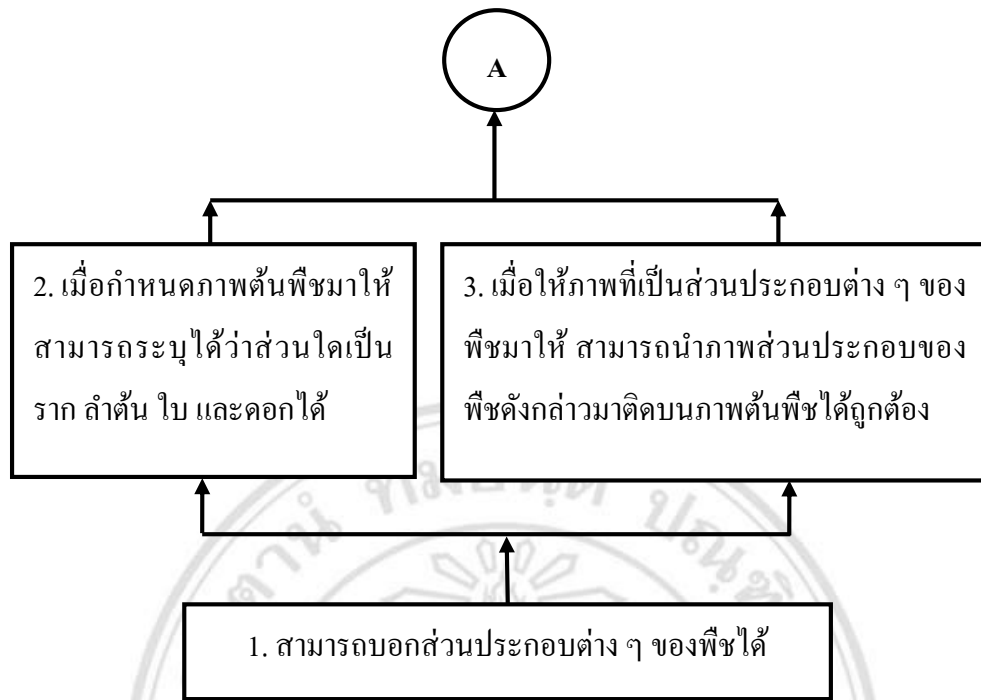 A
2. เมื่อกำหนดภาพต้นพืชมาให้
สามารถระบุได้ว่าส่วนใดเป็น
ราก ลำต้น ใบ และดอกได้
3. เมื่อให้ภาพที่เป็นส่วนประกอบต่าง ๆ ของ
พืชมาให้ สามารถนำภาพส่วนประกอบของ
พืชดังกล่าวมาติดบนภาพต้นพืชได้ถูกต้อง
1. สามารถบอกส่วนประกอบต่าง ๆ ของพืชได้